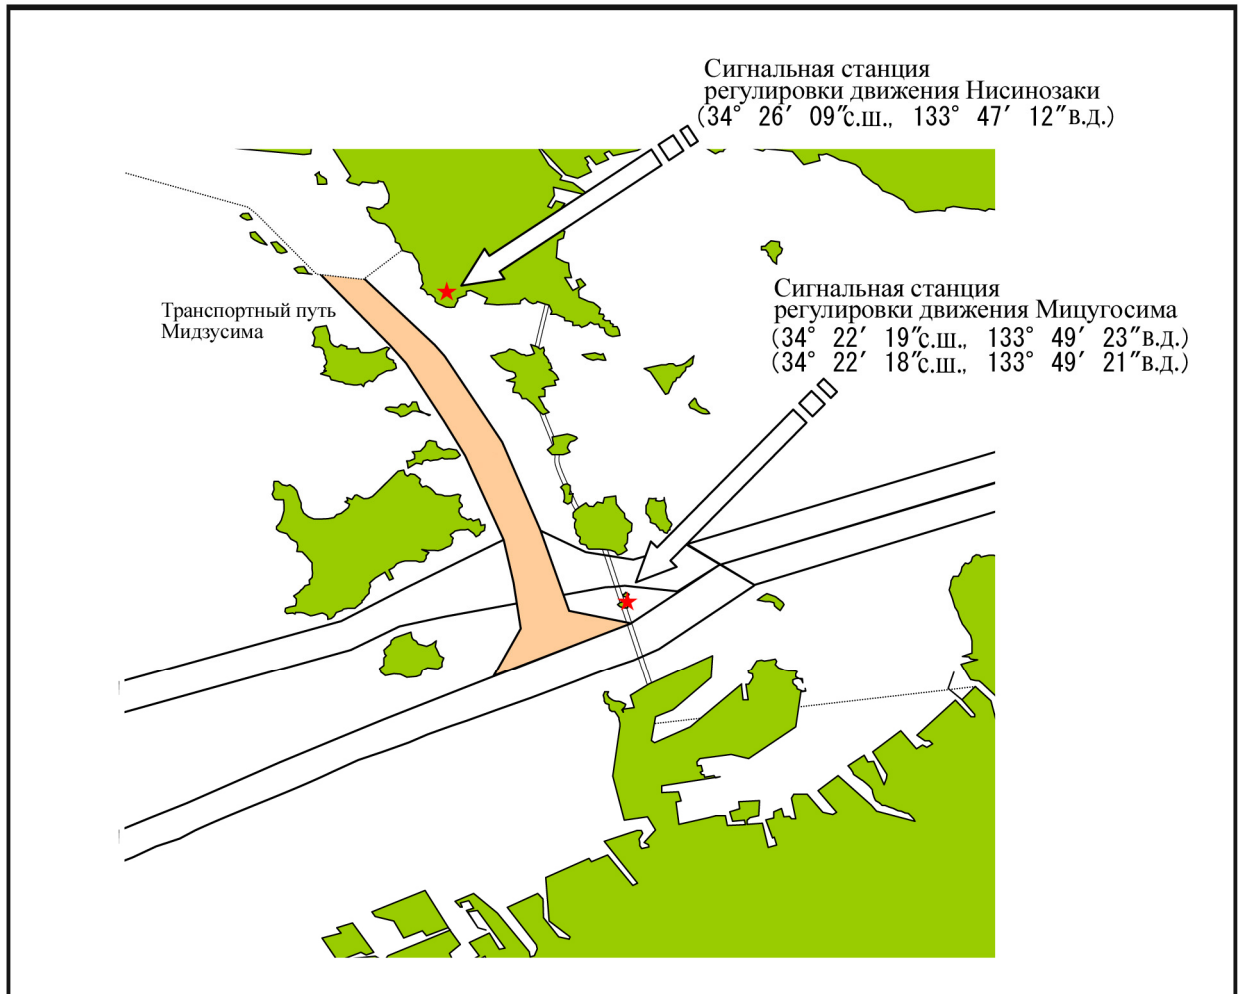 Сигнальная станция
регулировки движения Нисинозаки
(34° 26′ 09″с.ш., 133° 47′ 12″в.д.)
Сигнальная станция
регулировки движения Мицугосима
(34° 22′ 19″с.ш., 133° 49′ 23″в.д.)
(34° 22′ 18″с.ш., 133° 49′ 21″в.д.)
Транспортный путь
Мидзусима